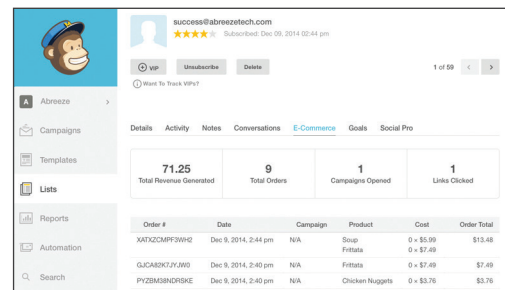 success@abreezetech.com
Subscribed: Dec 09, 2014 02:44 pm
VIP
Unsubscribe
Delete
1 of 59
Want To Track VIPs?
A Abreeze
Campaigns
Templates
Lists
Reports
Automation
Search
Details Activity Notes Conversations E-Commerce Goals Social Pro
71.25 9 1 1
Total Revenue Generated Total Orders Campaigns Opened Links Clicked
Order # Date Campaign Product Cost Order Total
XATXZCMPF3WH2 Dec 9, 2014, 2:44 pm N/A Soup 0 × $5.99 $13.48
Frittata 0 × $7.49
GJCA82K7JYJW0 Dec 9, 2014, 2:40 pm N/A Frittata 0 × $7.49 $7.49
PYZBM38NDRSKE Dec 9, 2014, 2:40 pm N/A Chicken Nuggets 0 × $3.76 $3.76